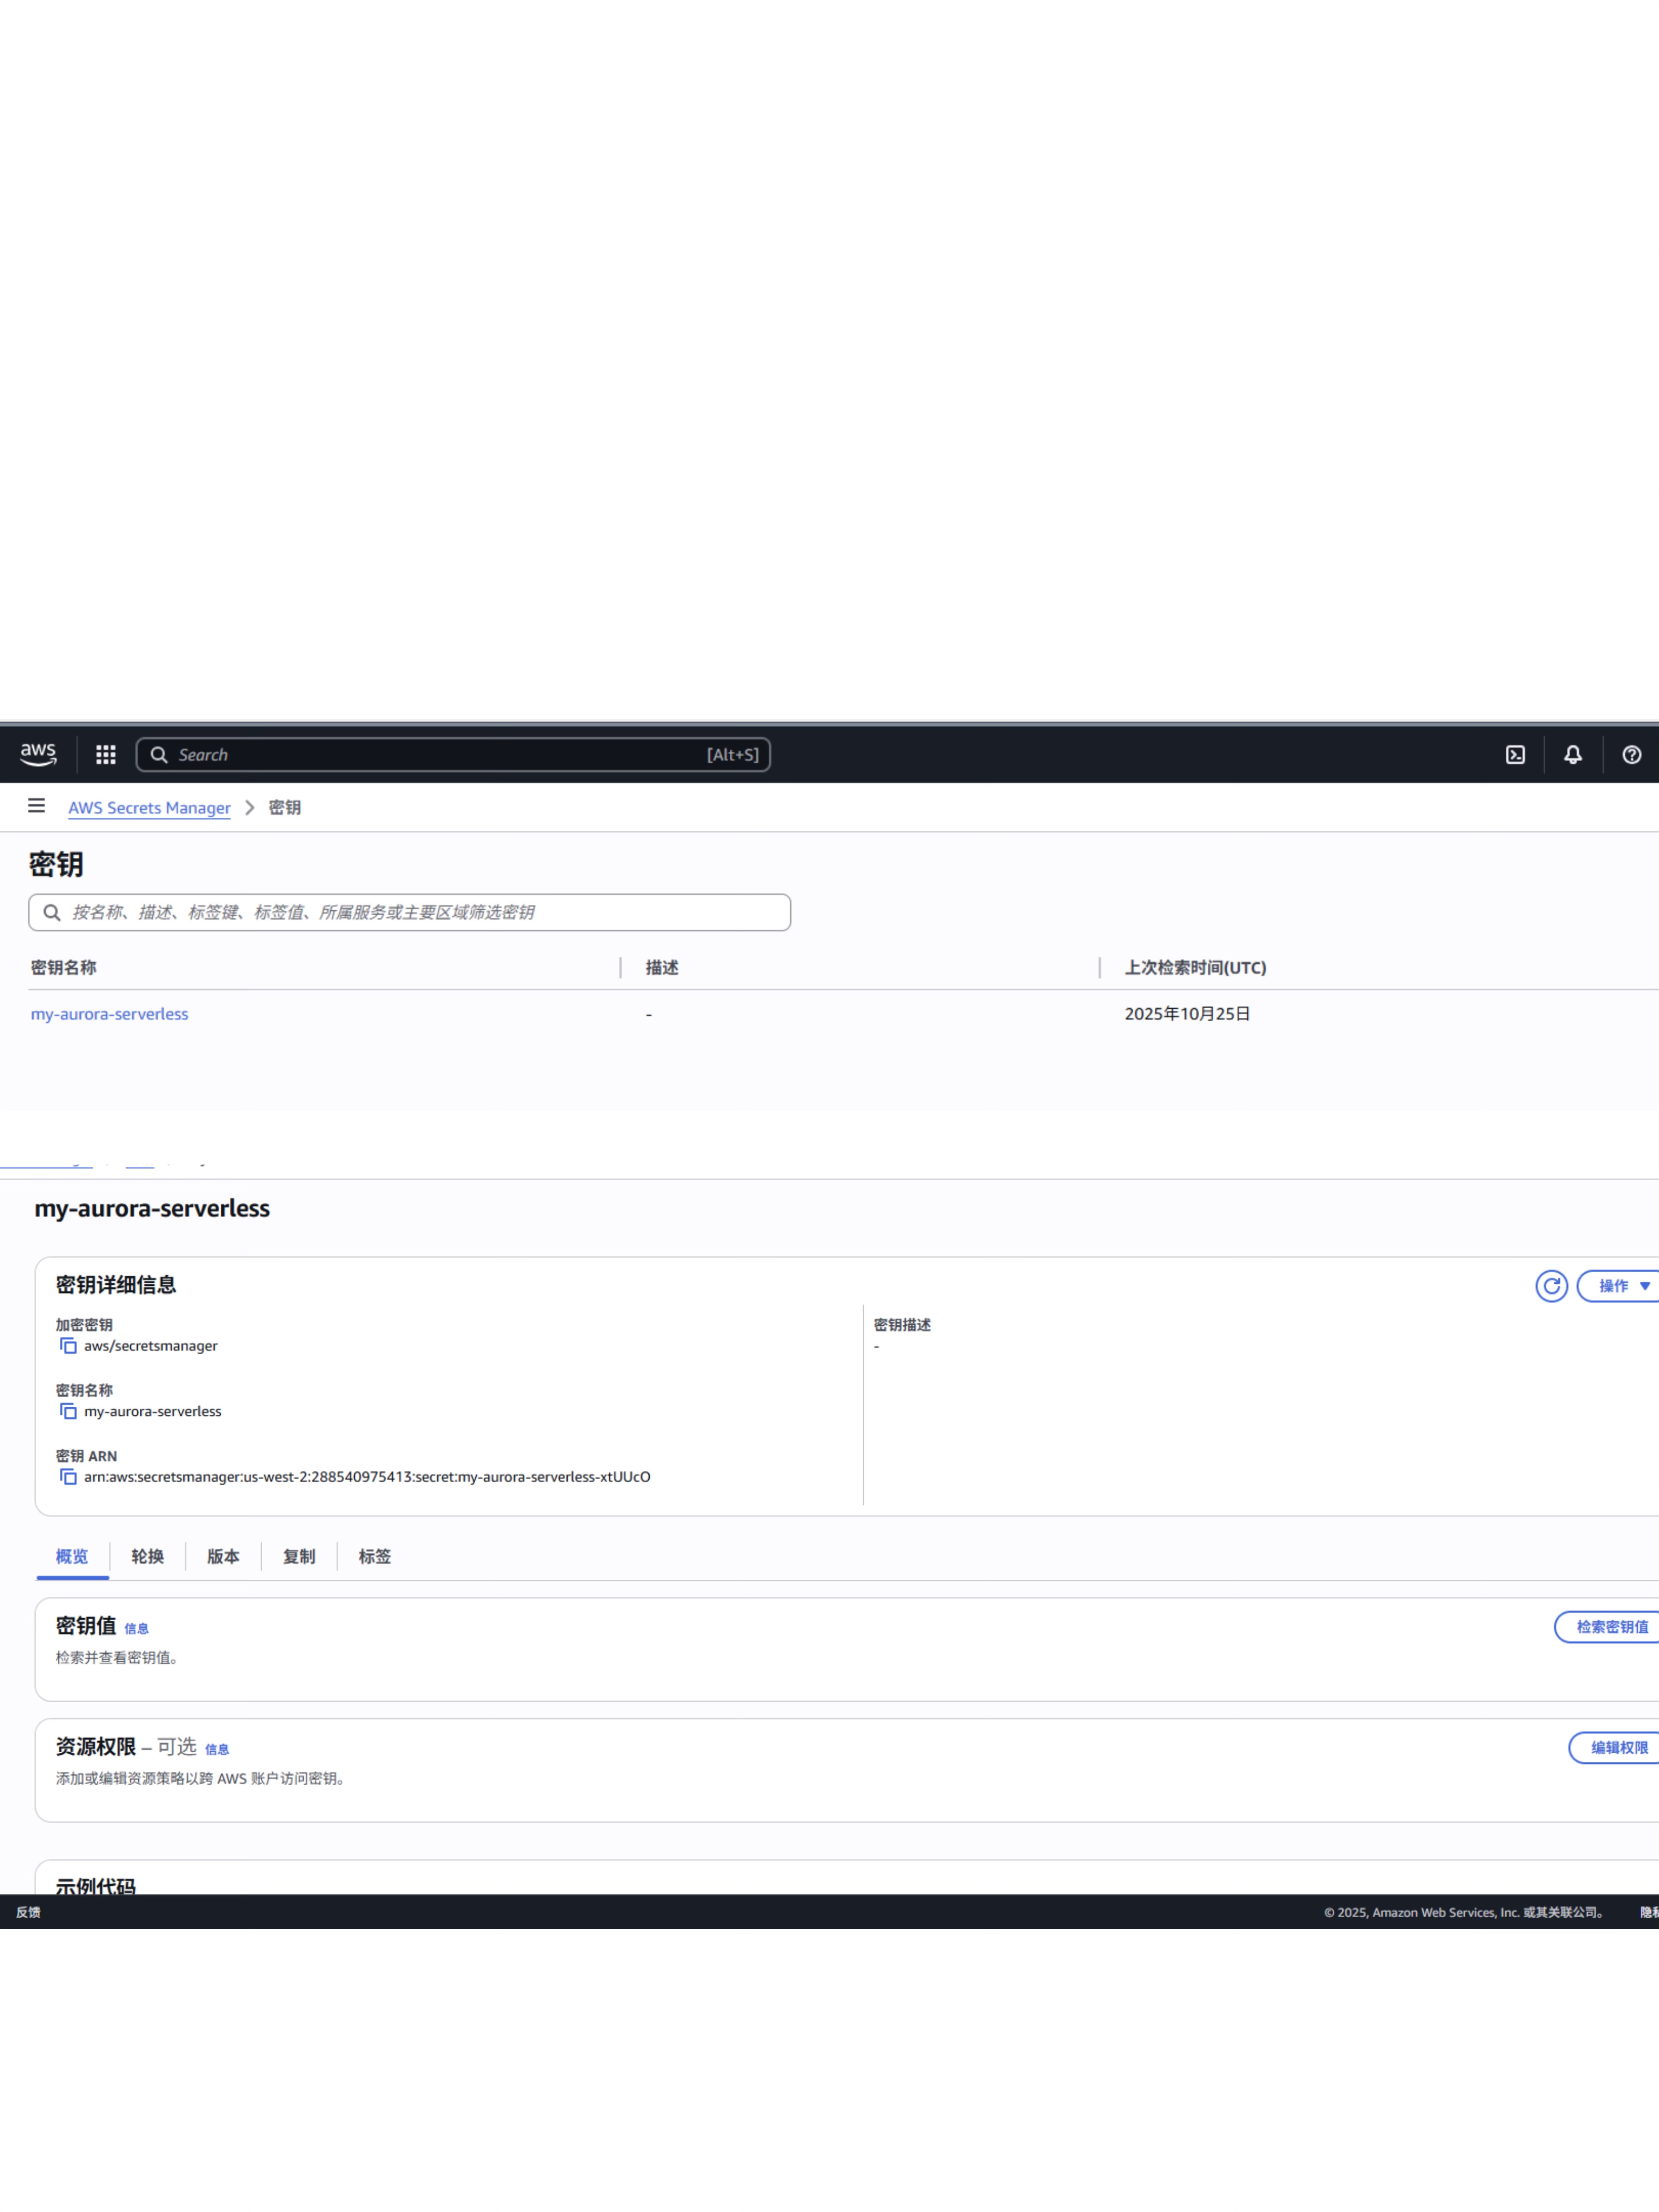 aws
Search [Alt+S]
AWS Secrets Manager > 密钥
密钥
按名称、描述、标签键、标签值、所属服务或主要区域筛选密钥
密钥名称 描述 上次检索时间(UTC)
my-aurora-serverless - 2025年10月25日
my-aurora-serverless
密钥详细信息 操作
加密密钥 密钥描述
aws/secretsmanager -
密钥名称
my-aurora-serverless
密钥 ARN
arn:aws:secretsmanager:us-west-2:288540975413:secret:my-aurora-serverless-xtUUcO
概览 轮换 版本 复制 标签
密钥值 信息 检索密钥值
检索并查看密钥值。
资源权限 – 可选 信息 编辑权限
添加或编辑资源策略以跨 AWS 账户访问密钥。
示例代码
反馈 © 2025, Amazon Web Services, Inc. 或其关联公司。 隐